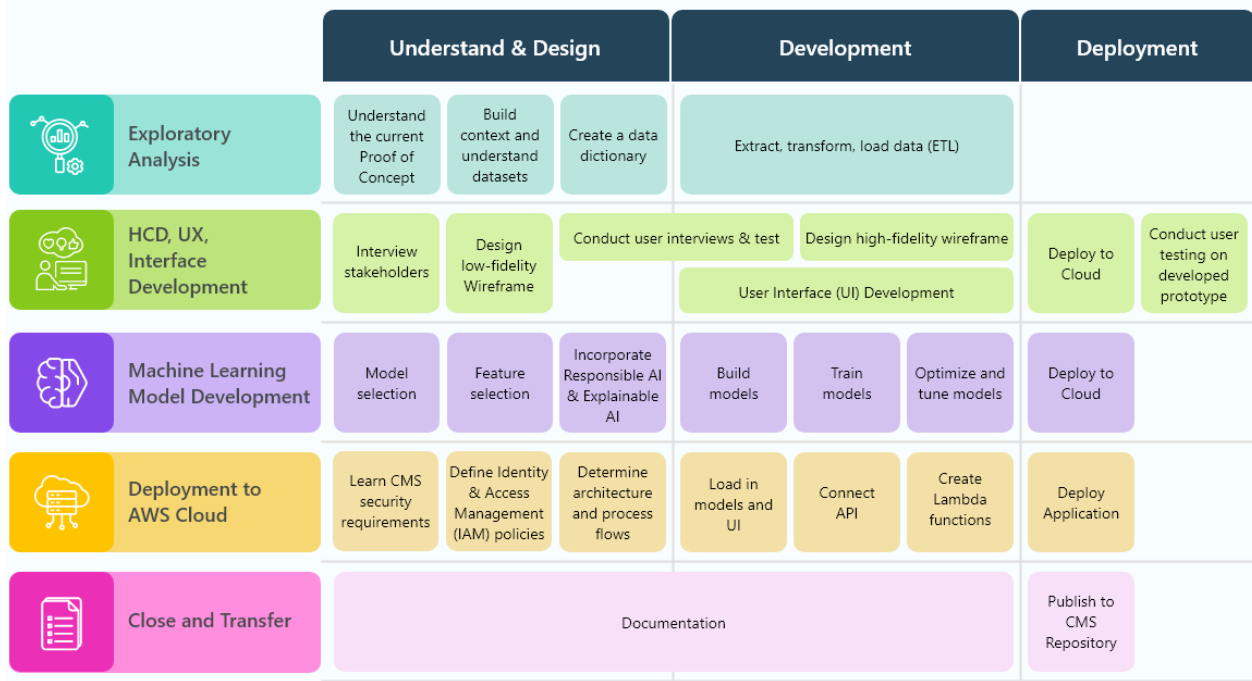 Understand & Design
Development
Deployment
Exploratory
Analysis
Understand
the current
Proof of
Concept
Build
context and
understand
datasets
Create a data
dictionary
Extract, transform, load data (ETL)
HCD, UX,
Interface
Development
Interview
stakeholders
Design
low-fidelity
Wireframe
Conduct user interviews & test
Design high-fidelity wireframe
User Interface (UI) Development
Deploy to
Cloud
Conduct user
testing on
developed
prototype
Machine Learning
Model Development
Model
selection
Feature
selection
Incorporate
Responsible AI
& Explainable
AI
Build
models
Train
models
Optimize and
tune models
Deploy to
Cloud
Deployment to
AWS Cloud
Learn CMS
security
requirements
Define Identity
& Access
Management
(IAM) policies
Determine
architecture
and process
flows
Load in
models and
UI
Connect
API
Create
Lambda
functions
Deploy
Application
Close and Transfer
Documentation
Publish to
CMS
Repository